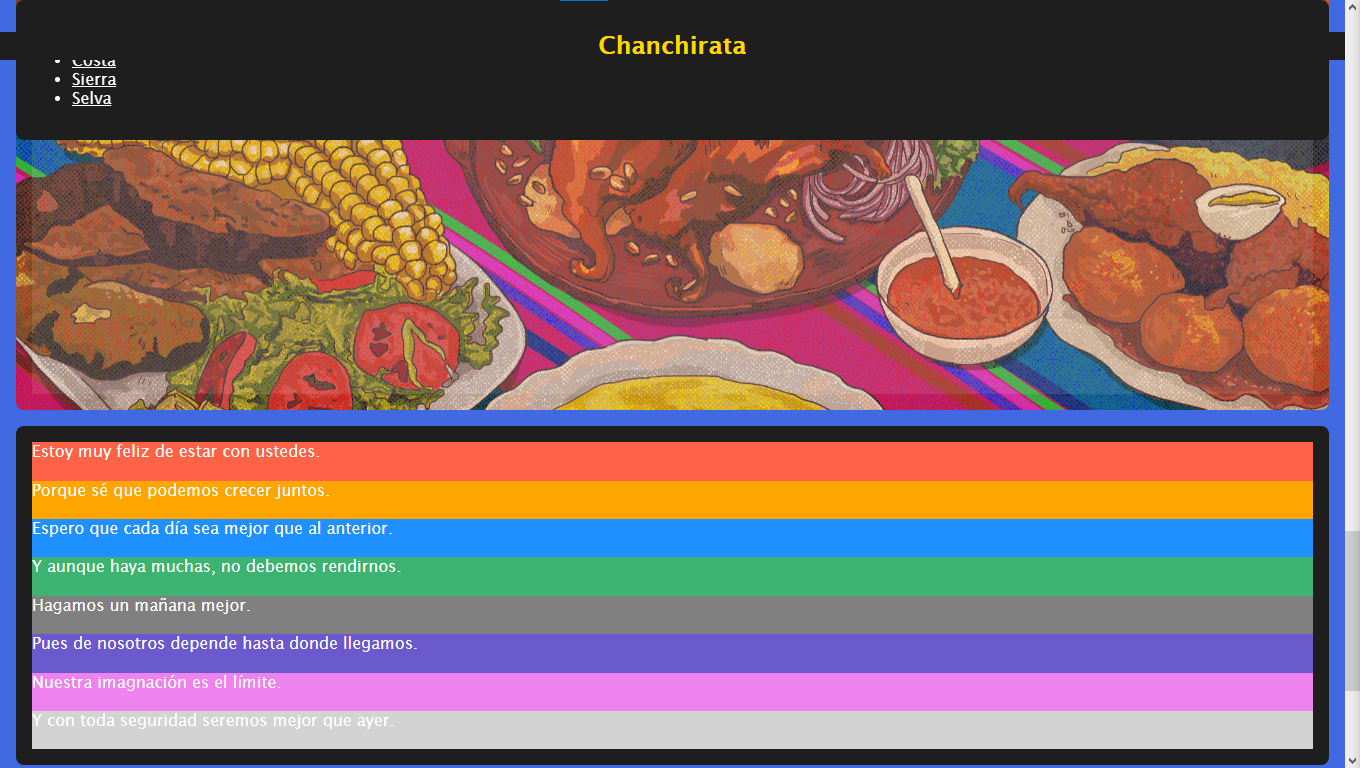 Chanchirata
Costa
Sierra
Selva
Estoy muy feliz de estar con ustedes.
Porque sé que podemos crecer juntos.
Espero que cada día sea mejor que al anterior.
Y aunque haya muchas, no debemos rendirnos.
Hagamos un mañana mejor.
Pues de nosotros depende hasta donde llegamos.
Nuestra imagnación es el límite.
Y con toda seguridad seremos mejor que ayer.